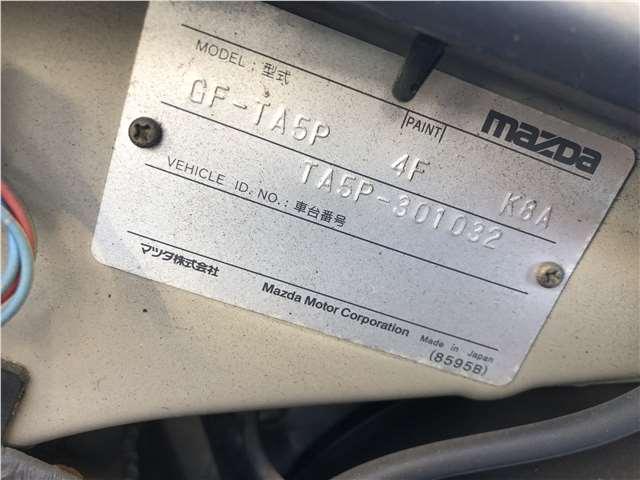 MODEL: 型式
GF-TA5P
PAINT
mazda
4F
K8A
TA5P-301032
VEHICLE ID. NO.: 車台番号
マツダ株式会社
Mazda Motor Corporation
Made in Japan
(8595B)